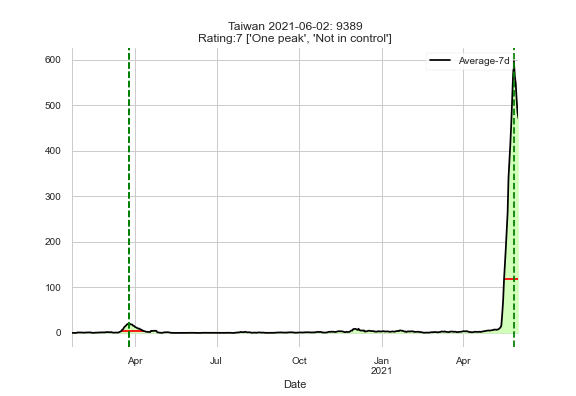 Taiwan 2021-06-02: 9389
Rating:7 ['One peak', 'Not in control']
Average-7d
600
500
400
300
200
100
0
Apr
Jul
Oct
Jan
2021
Apr
Date